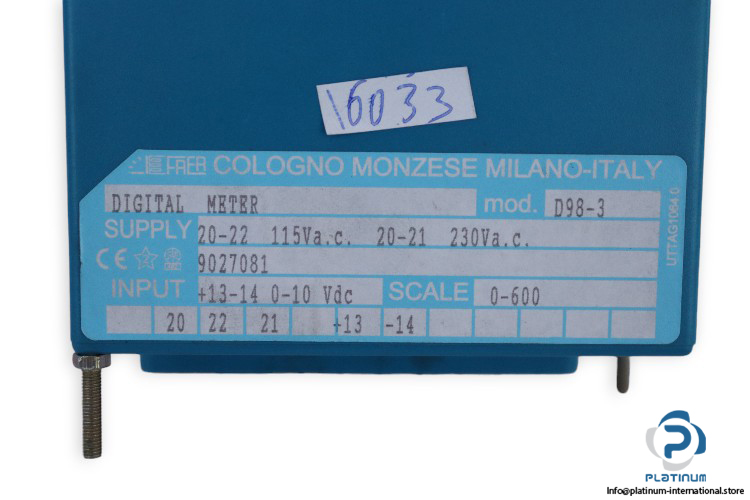 16033
FRER COLOGNO MONZESE MILANO-ITALY
DIGITAL METER mod. D98-3
SUPPLY 20-22 115Va.c. 20-21 230Va.c.
CE 9027081
INPUT +13-14 0-10 Vdc SCALE 0-600
20 22 21 +13 -14
UTTAG1064.0
PLATINUM
Info@platinum-international.store